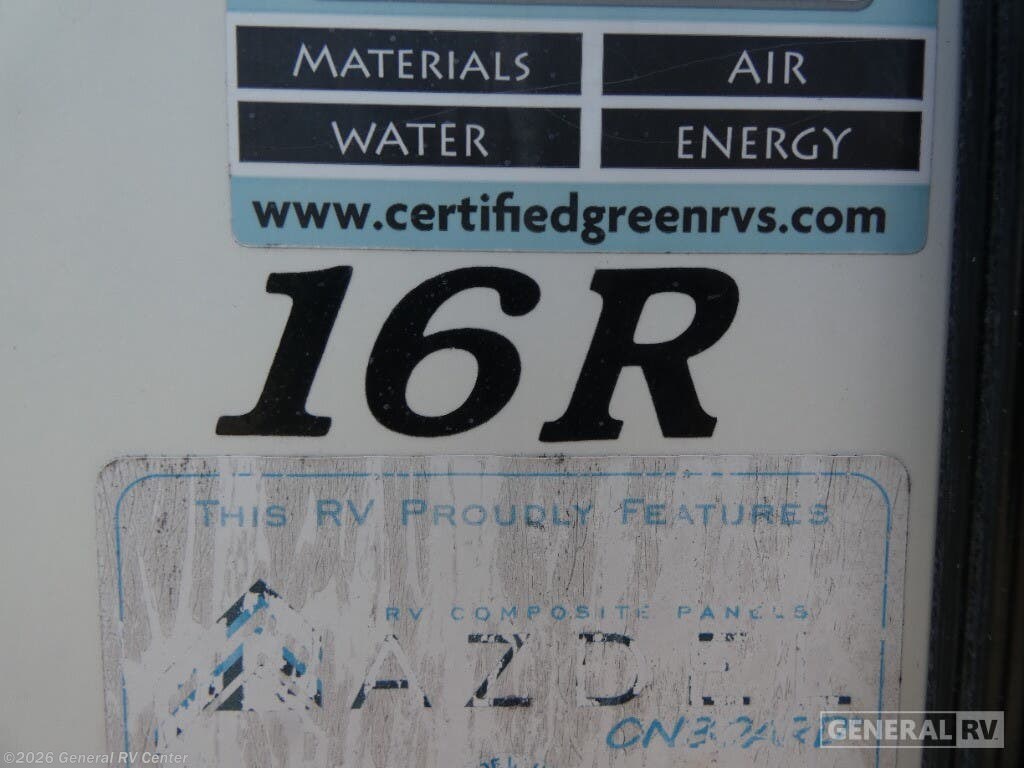 MATERIALS AIR
WATER ENERGY
www.certifiedgreenrvs.com
16R
THIS RV PROUDLY FEATURES
RV COMPOSITE PANELS
AZDEL
ONBOARD
GENERAL RV
©2026 General RV Center